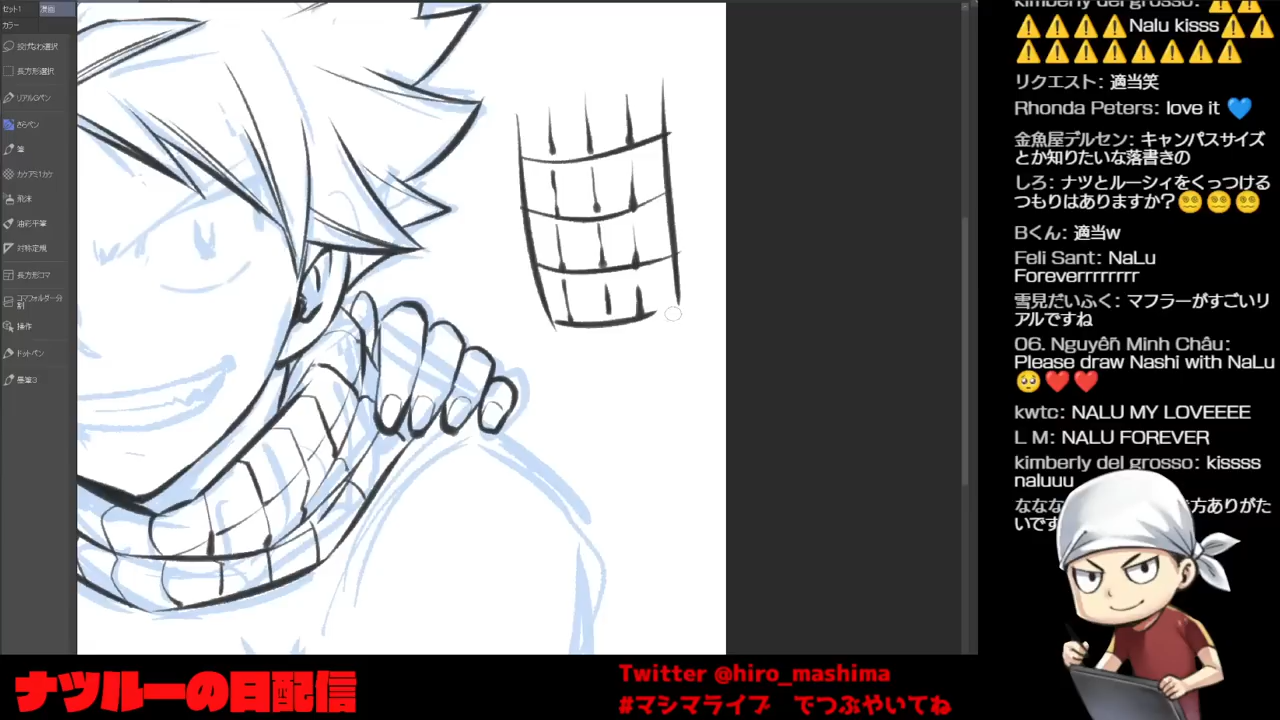 セット1
漫画
カラー
投げなわ選択
長方形選択
リアルGペン
ざらペン
筆
カケアミ1カケ
飛沫
油彩平筆
対称定規
長方形コマ
コマフォルダー分割
操作
ドットペン
墨筆3
kimberly del grosso: ⚠️⚠️
⚠️⚠️⚠️⚠️Nalu kisss⚠️⚠️
⚠️⚠️⚠️⚠️⚠️⚠️⚠️⚠️⚠️
リクエスト: 適当笑
Rhonda Peters: love it 💙
金魚屋デルセン: キャンパスサイズ
とか知りたいな落書きの
しろ: ナツとルーシィをくっつける
つもりはありますか？😵‍💫😵‍💫😵‍💫
Bくん: 適当w
Feli Sant: NaLu
Foreverrrrrrrr
雪見だいふく: マフラーがすごいリ
アルですね
06. Nguyễn Minh Châu:
Please draw Nashi with NaLu
🥺❤️❤️
kwtc: NALU MY LOVEEEE
L M: NALU FOREVER
kimberly del grosso: kissss
naluuu
ななな
方ありがた
いです
ナツルーの日配信
Twitter @hiro_mashima
#マシマライブ でつぶやいてね